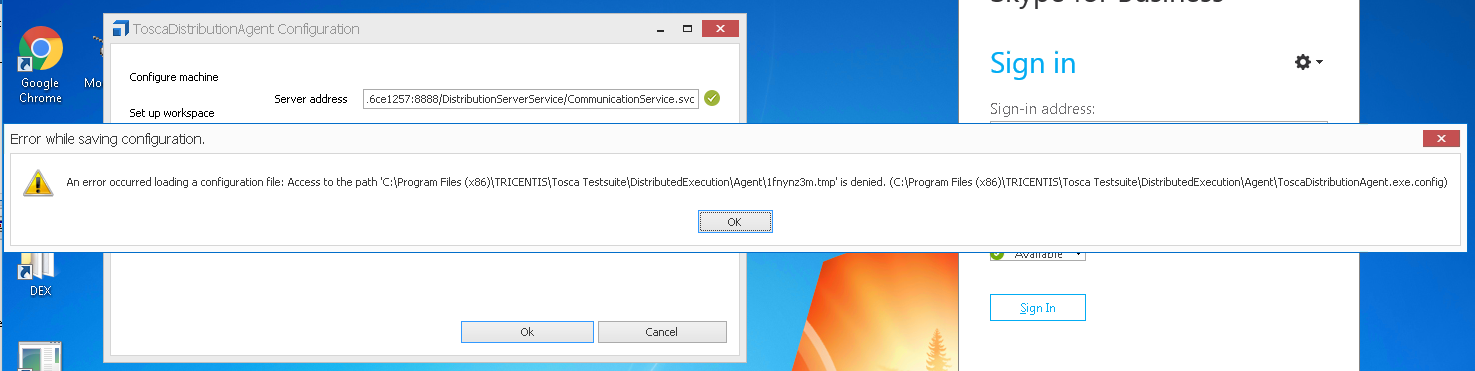 Skype for Business
ToscaDistributionAgent Configuration
Google
Chrome
Mo
Configure machine
Server address
.6ce1257:8888/DistributionServerService/CommunicationService.svc
Set up workspace
Sign in
Sign-in address:
Error while saving configuration.
An error occurred loading a configuration file: Access to the path 'C:\Program Files (x86)\TRICENTIS\Tosca Testsuite\DistributedExecution\Agent\1fnynz3m.tmp' is denied. (C:\Program Files (x86)\TRICENTIS\Tosca Testsuite\DistributedExecution\Agent\ToscaDistributionAgent.exe.config)
OK
Available
DEX
Sign In
Ok
Cancel